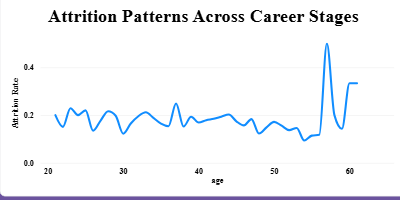 Attrition Patterns Across Career Stages
Attrition Rate
0.4
0.2
0.0
20 30 40 50 60
age